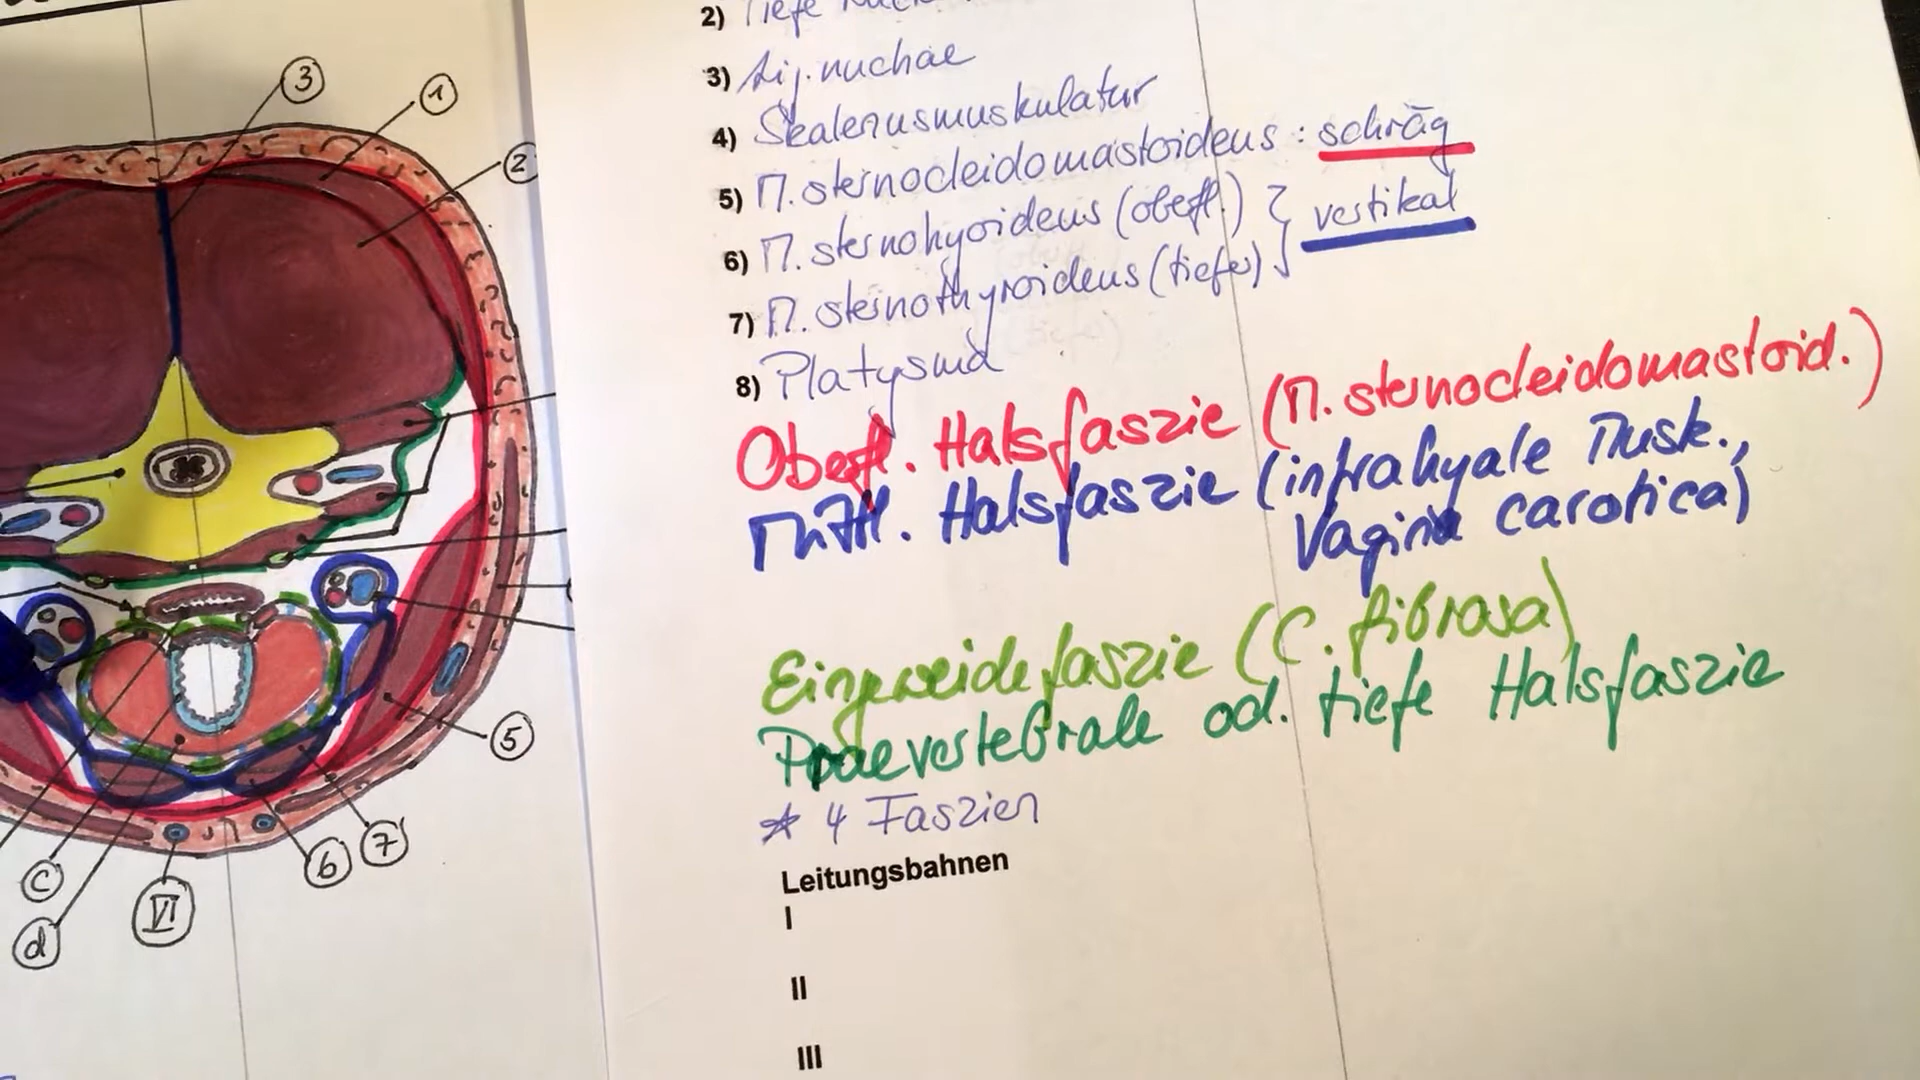 2) Tiefe
3) Lig. nuchae
4) Skalenusmuskulatur
5) M. sternocleidomastoideus : schräg
6) M. sternohyoideus (oberfl.) } vertikal
7) M. sternothyroideus (tiefer)
8) Platysma
Oberfl. Halsfaszie (M. sternocleidomastoid.)
Mittl. Halsfaszie (infrahyale Musk.,
Vagina carotica)
Eingeweidefaszie (C. fibrosa)
Praevertebrale od. tiefe Halsfaszie
* 4 Faszien
Leitungsbahnen
I
II
III
3
1
2
5
7
6
VI
c
d